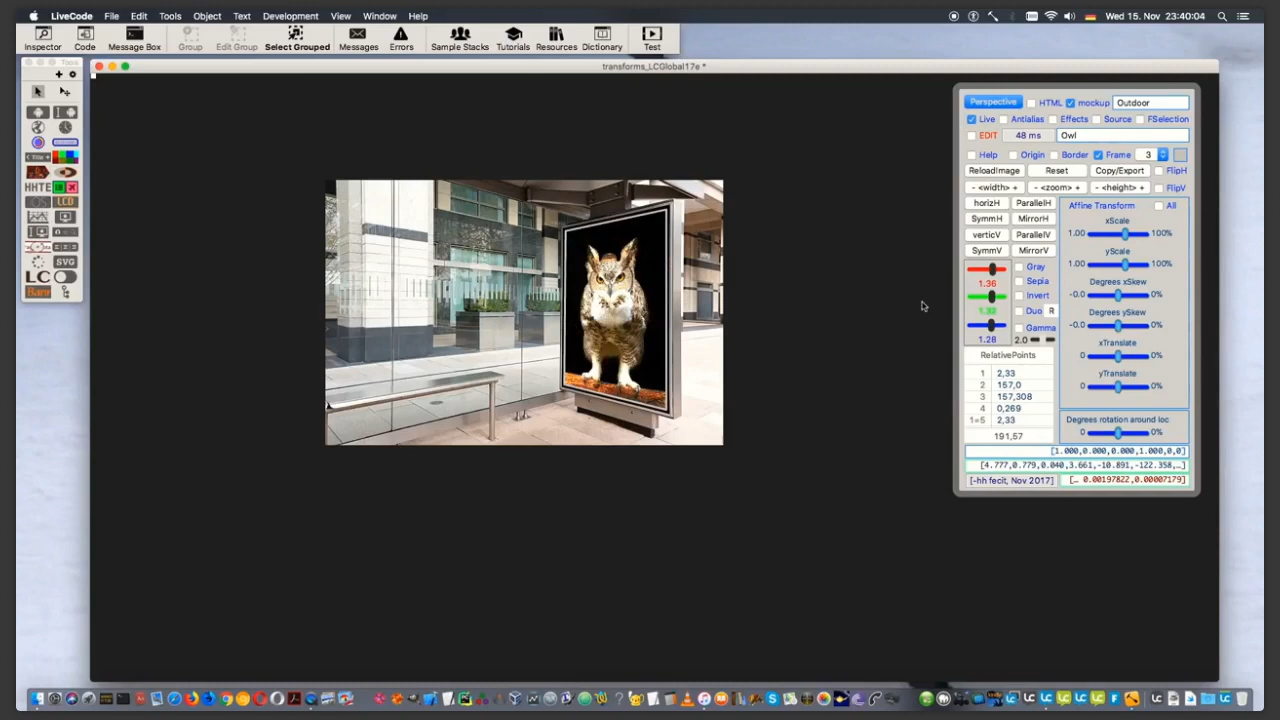 LiveCode File Edit Tools Object Text Development View Window Help Wed 15. Nov 23:40:04
Inspector Code Message Box Group Edit Group Select Grouped Messages Errors Sample Stacks Tutorials Resources Dictionary Test
Tools
transforms_LCGlobal17e *
Perspective HTML mockup Outdoor
Live Antialias Effects Source FSelection
EDIT 48 ms Owl
Help Origin Border Frame 3
ReloadImage Reset Copy/Export FlipH
- <width> + - <zoom> + - <height> + FlipV
horizH ParallelH Affine Transform All
SymmH MirrorH xScale
verticV ParallelV 1.00 100%
SymmV MirrorV yScale
1.00 100%
Gray Degrees xSkew
1.36 Sepia -0.0 0%
Invert Degrees ySkew
Duo R -0.0 0%
Gamma xTranslate
1.28 2.0 0 0%
RelativePoints yTranslate
1 2,33 0 0%
2 157,0
3 157,308
4 0,269 Degrees rotation around loc
1=5 2,33 0 0%
191,57
[1.000,0.000,0.000,1.000,0,0]
[4.777,0.779,0.040,3.661,-10.891,-122.358,…]
[-hh fecit, Nov 2017] [… 0.00197822,0.00007179]
HHTE
LCD
SVG
LC
Barn